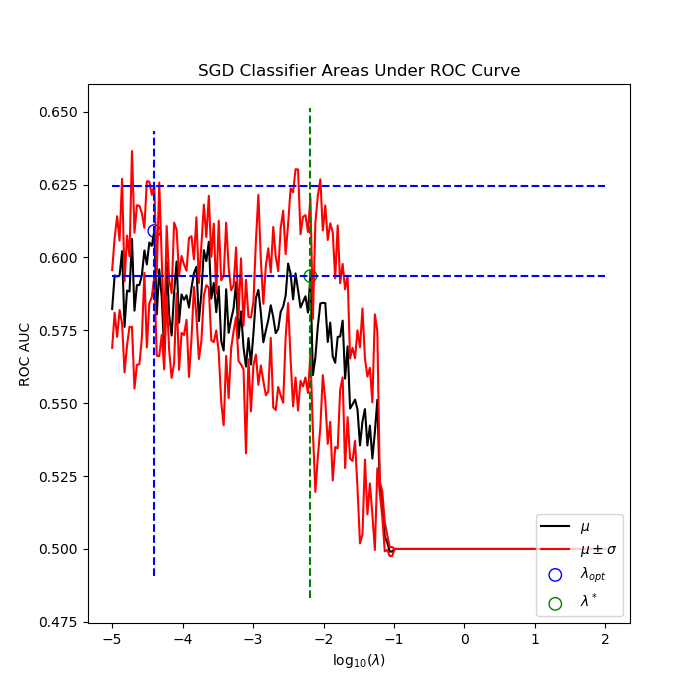 SGD Classifier Areas Under ROC Curve
ROC AUC
0.650
0.625
0.600
0.575
0.550
0.525
0.500
0.475
−5 −4 −3 −2 −1 0 1 2
log₁₀(λ)
μ
μ ± σ
λ_opt
λ*